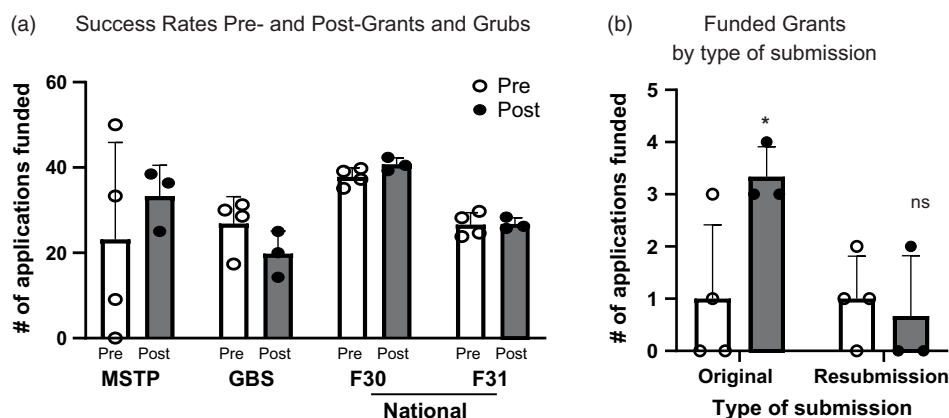 (a) Success Rates Pre- and Post-Grants and Grubs
# of applications funded
60
40
20
0
Pre
Post
Pre Post Pre Post Pre Post Pre Post
MSTP GBS F30 F31
National
(b) Funded Grants
by type of submission
# of applications funded
5
4
3
2
1
0
*
ns
Original Resubmission
Type of submission